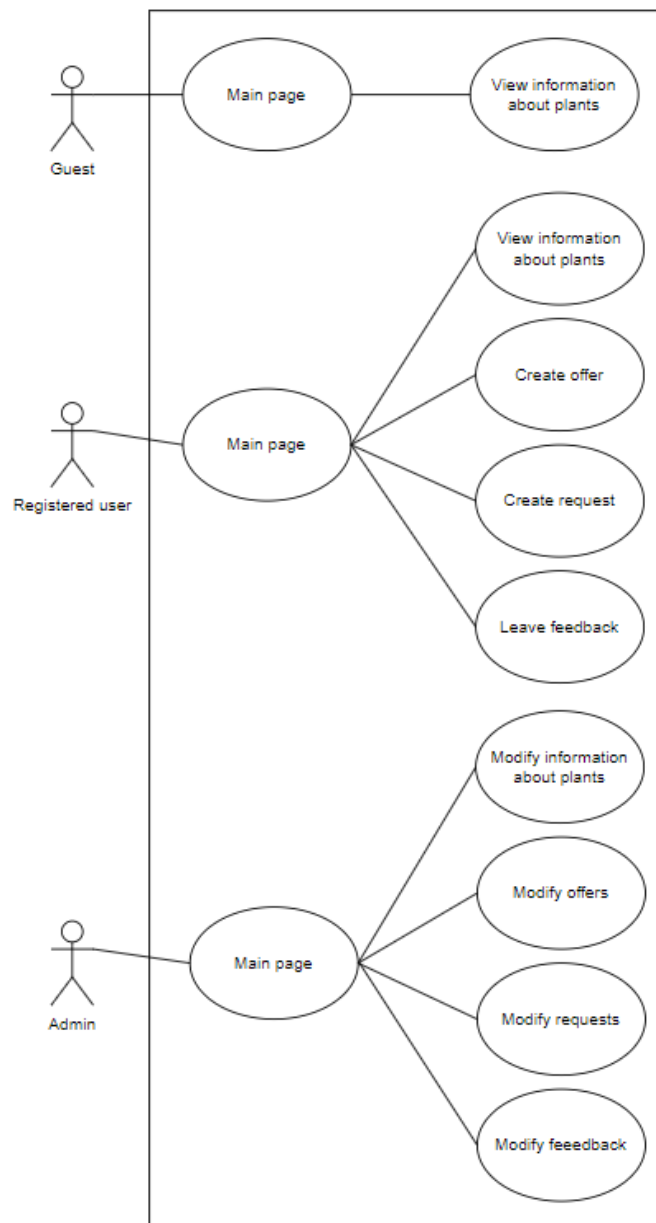 Guest
Main page
View information
about plants
Registered user
Main page
View information
about plants
Create offer
Create request
Leave feedback
Admin
Main page
Modify information
about plants
Modify offers
Modify requests
Modify feeedback